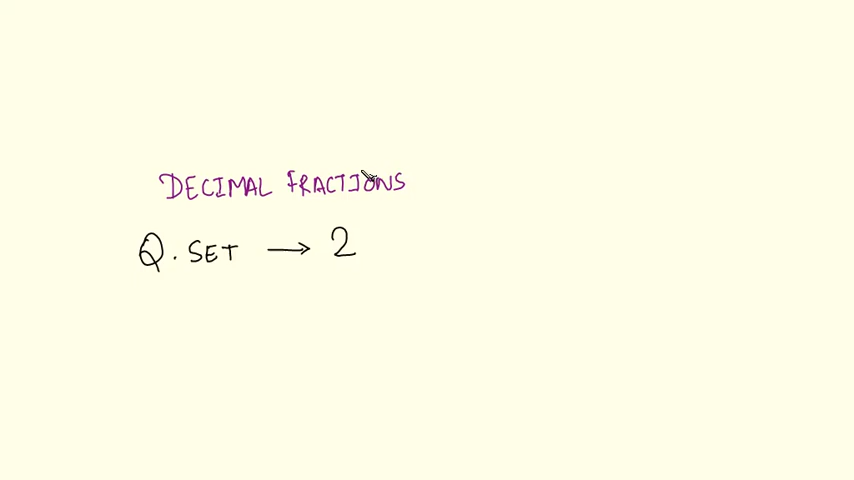 DECIMAL FRACTIONS
Q. SET → 2